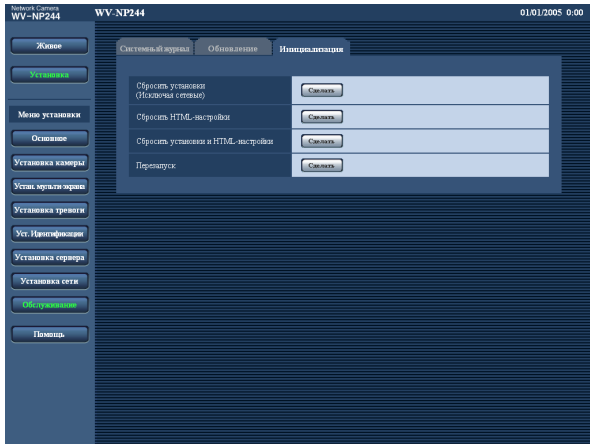 Network Camera
WV-NP244
WV-NP244
01/01/2005 0:00
Живое
Установка
Меню установки
Основное
Установка камеры
Устан. мульти-экрана
Установка тревоги
Уст. Идентификации
Установка сервера
Установка сети
Обслуживание
Помощь
Системный журнал
Обновление
Инициализация
Сбросить установки
(Исключая сетевые)
Сделать
Сбросить HTML-настройки
Сделать
Сбросить установки и HTML-настройки
Сделать
Перезапуск
Сделать